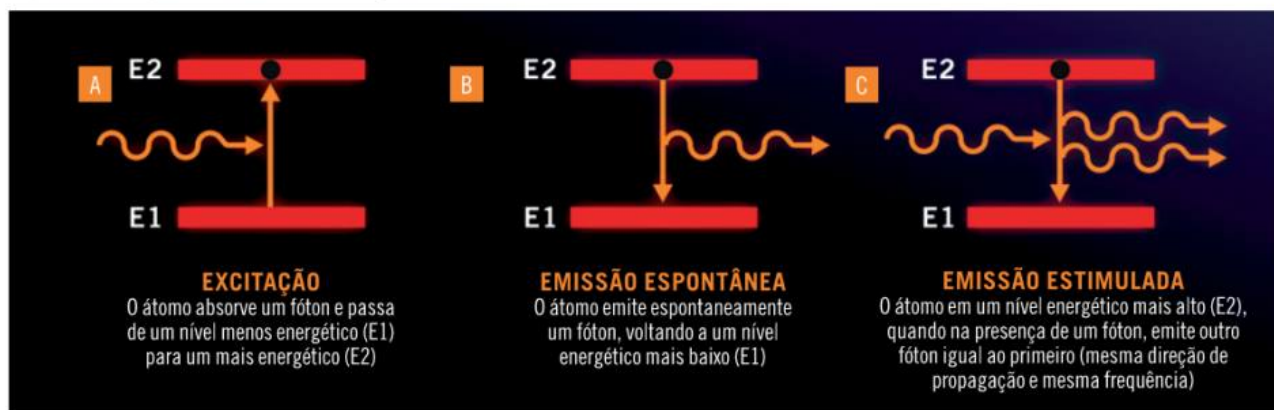 A
E2
E1
EXCITAÇÃO
O átomo absorve um fóton e passa
de um nível menos energético (E1)
para um mais energético (E2)
B
E2
E1
EMISSÃO ESPONTÂNEA
O átomo emite espontaneamente
um fóton, voltando a um nível
energético mais baixo (E1)
C
E2
E1
EMISSÃO ESTIMULADA
O átomo em um nível energético mais alto (E2),
quando na presença de um fóton, emite outro
fóton igual ao primeiro (mesma direção de
propagação e mesma frequência)